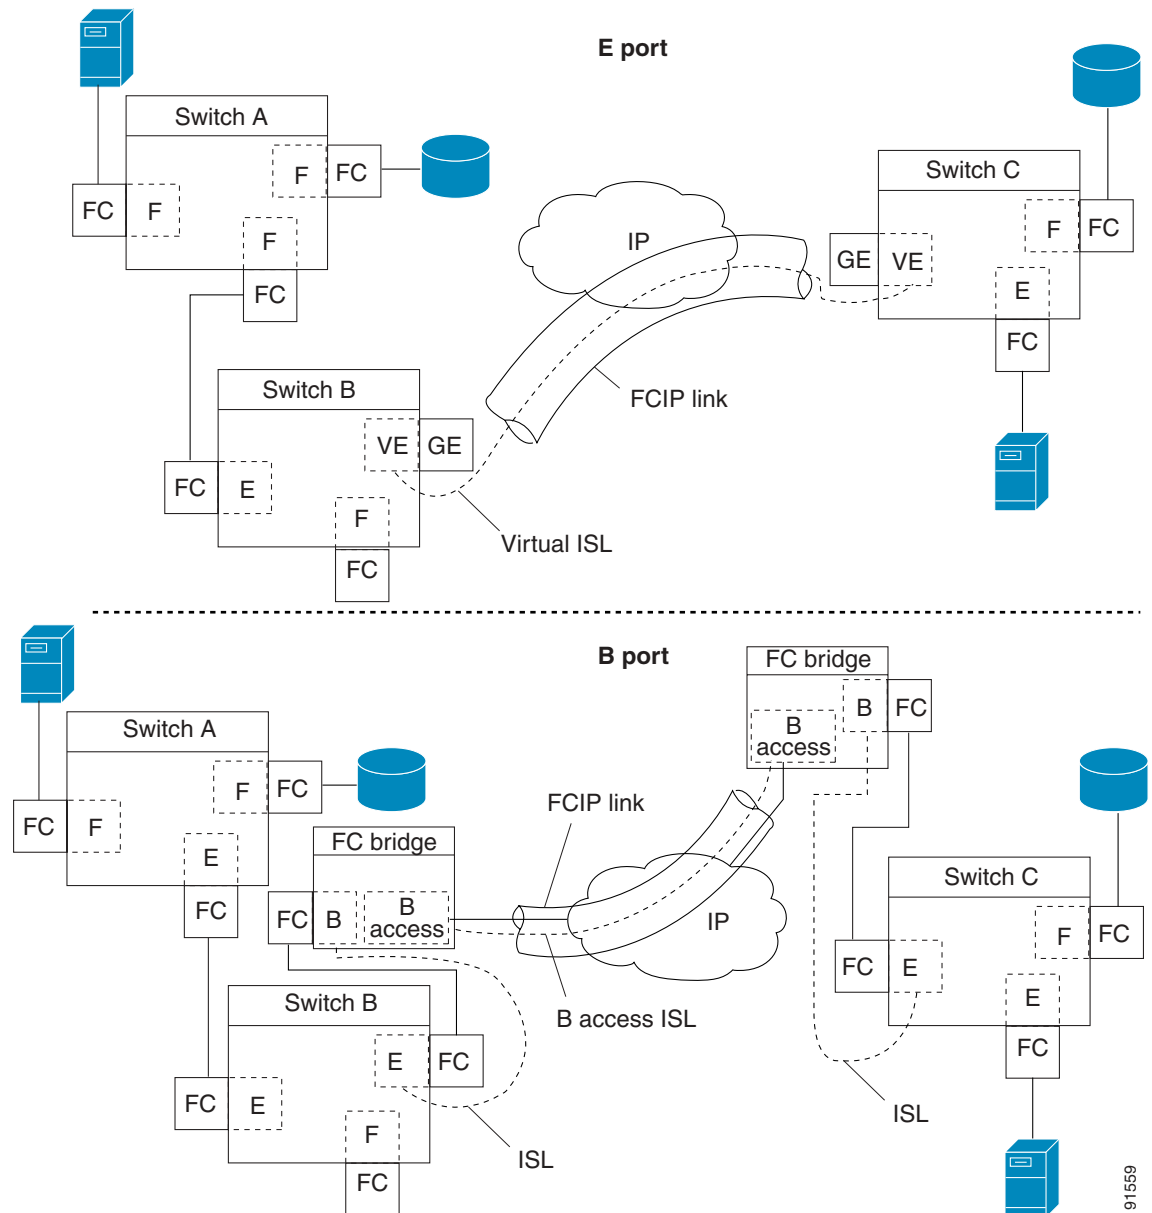 E port
Switch A
F
FC
FC
F
F
FC
Switch C
F
FC
IP
GE
VE
E
FC
FCIP link
Switch B
VE
GE
FC
E
F
FC
Virtual ISL
B port
FC bridge
B
FC
B
access
Switch A
F
FC
FC
F
E
FC
FCIP link
FC bridge
FC
B
B
access
IP
Switch C
F
FC
FC
E
E
FC
B access ISL
Switch B
E
FC
FC
E
F
FC
ISL
ISL
91559